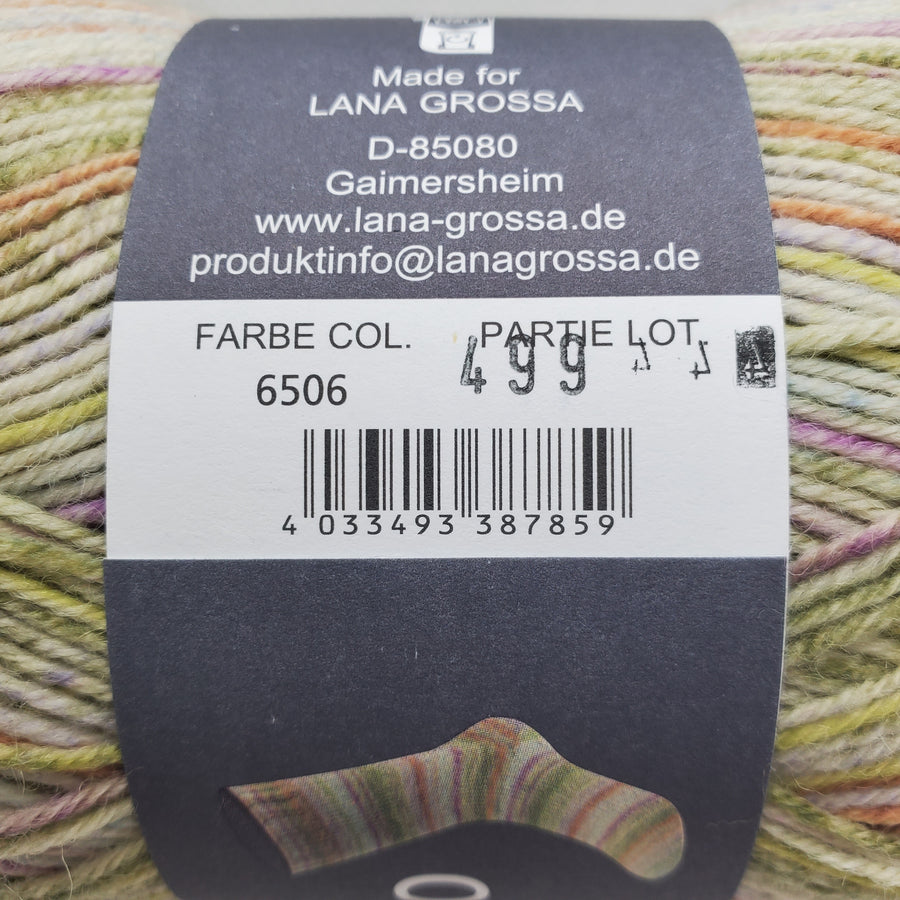 Made for
LANA GROSSA
D-85080
Gaimersheim
www.lana-grossa.de
produktinfo@lanagrossa.de
FARBE COL. PARTIE LOT
6506 499
4 033493 387859